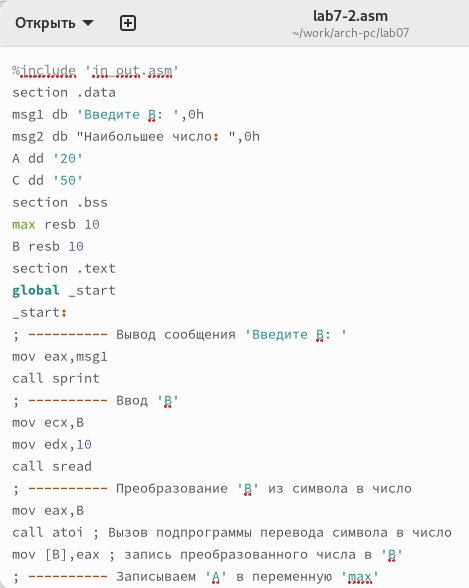 Открыть
lab7-2.asm
~/work/arch-pc/lab07
%include 'in_out.asm'
section .data
msg1 db 'Введите B: ',0h
msg2 db "Наибольшее число: ",0h
A dd '20'
C dd '50'
section .bss
max resb 10
B resb 10
section .text
global _start
_start:
; ---------- Вывод сообщения 'Введите B: '
mov eax,msg1
call sprint
; ---------- Ввод 'B'
mov ecx,B
mov edx,10
call sread
; ---------- Преобразование 'B' из символа в число
mov eax,B
call atoi ; Вызов подпрограммы перевода символа в число
mov [B],eax ; запись преобразованного числа в 'B'
; ---------- Записываем 'A' в переменную 'max'